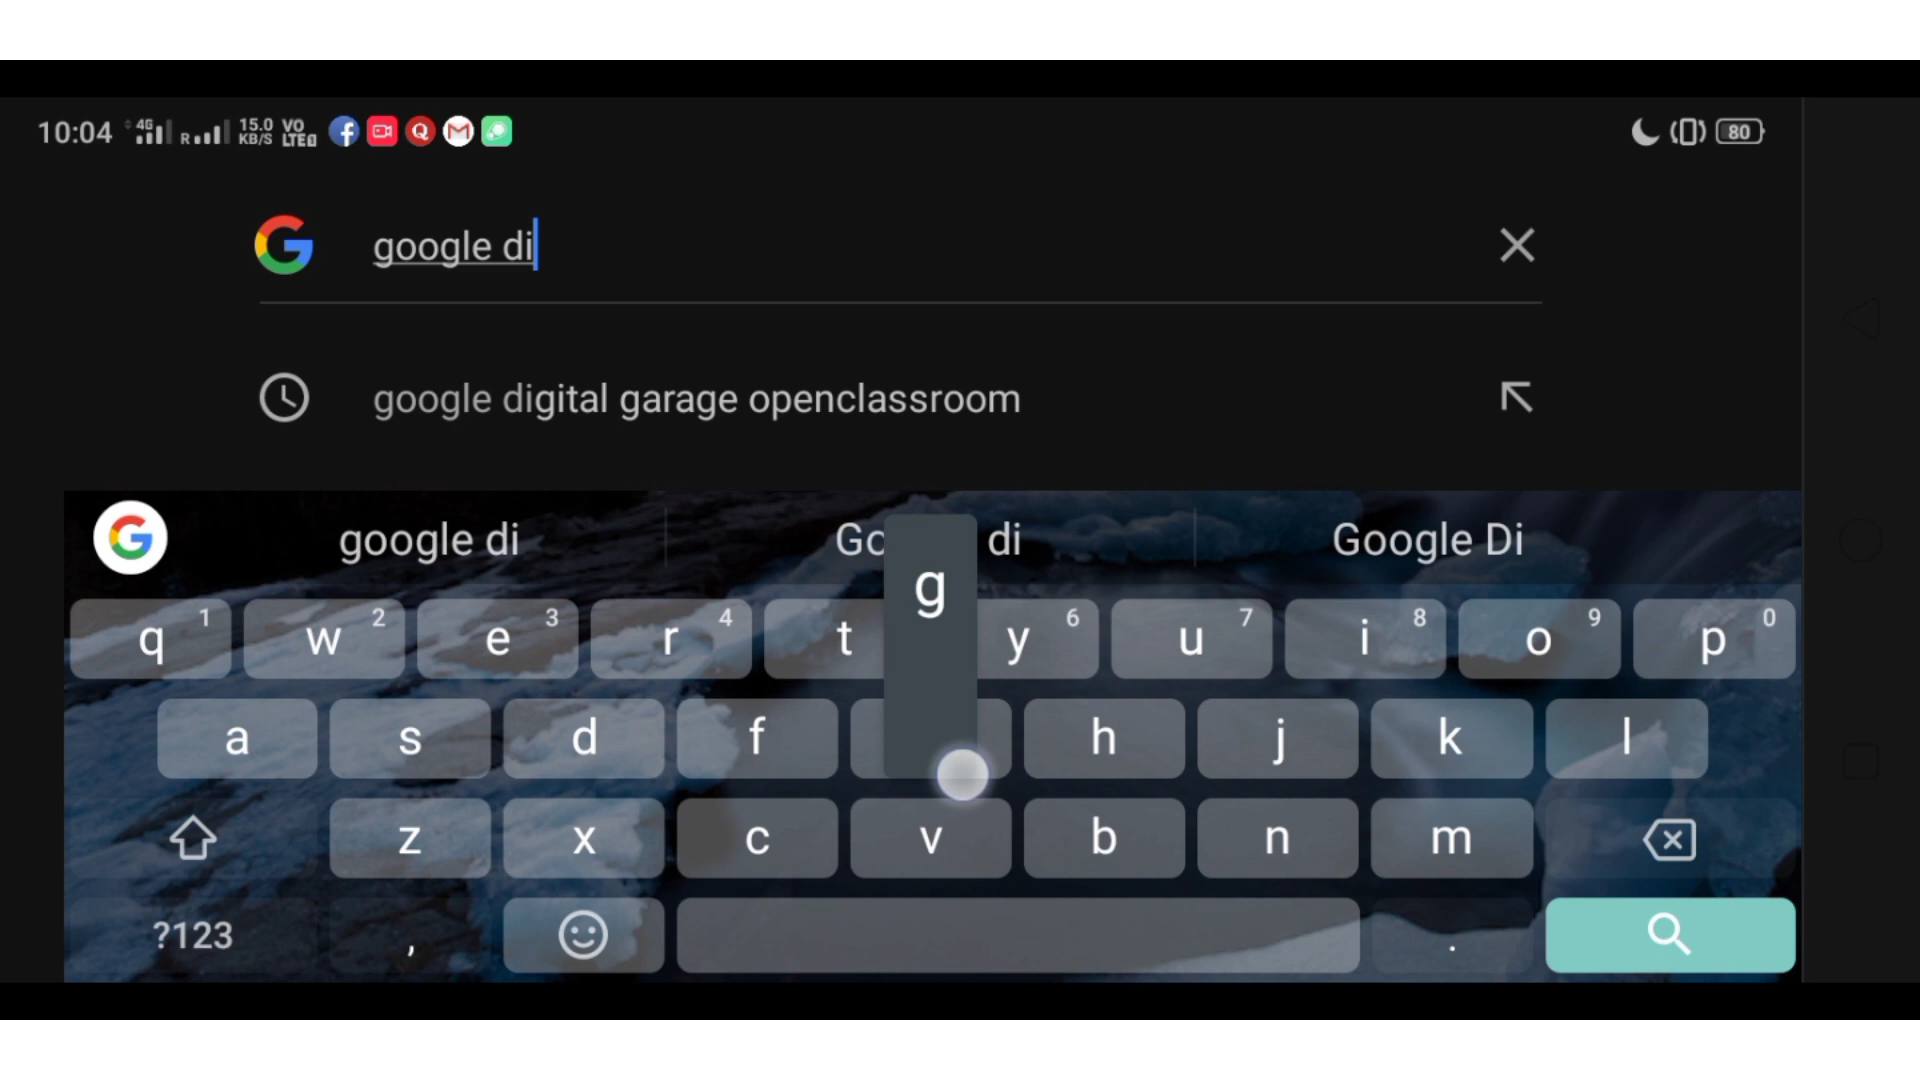 10:04 4G R 15.0 KB/S VO LTE 80
google di
google digital garage openclassroom
google di Go di Google Di
g
q 1 w 2 e 3 r 4 t y 6 u 7 i 8 o 9 p 0
a s d f h j k l
z x c v b n m
?123 , .